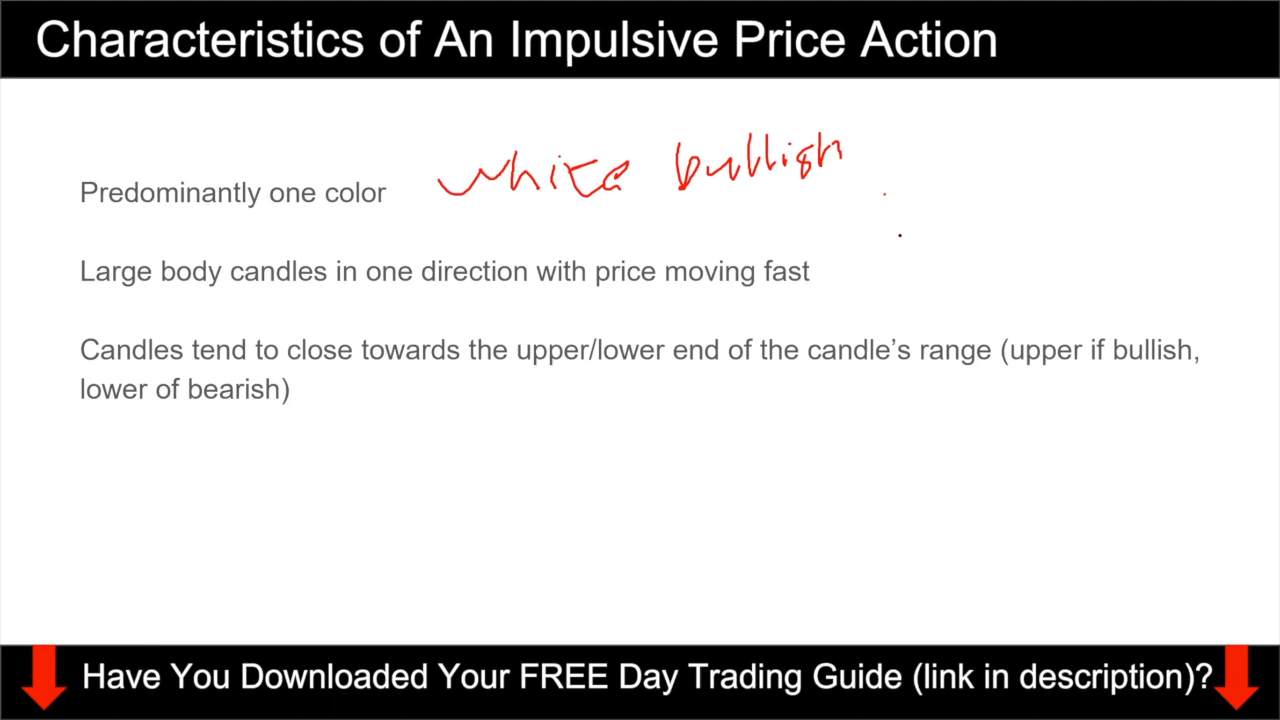 Characteristics of An Impulsive Price Action
Predominantly one color white bullish
Large body candles in one direction with price moving fast
Candles tend to close towards the upper/lower end of the candle’s range (upper if bullish,
lower of bearish)
Have You Downloaded Your FREE Day Trading Guide (link in description)?